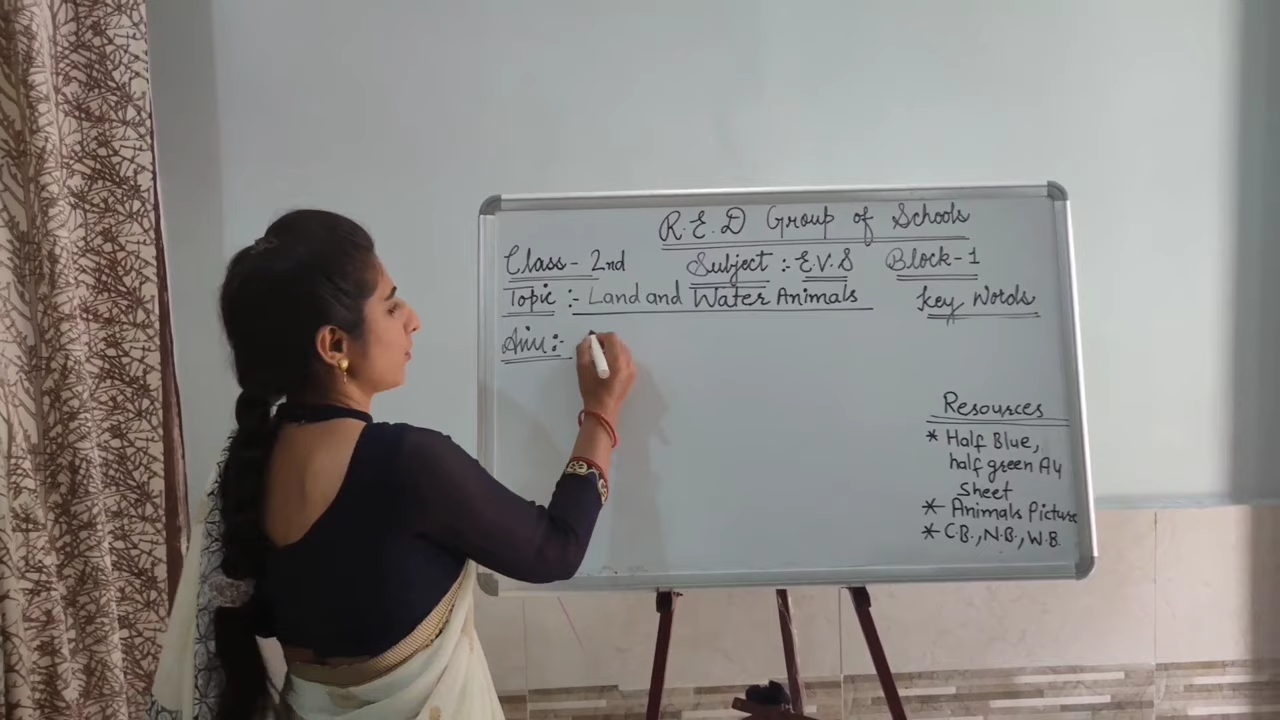 R.E.D Group of Schools
Class - 2nd Subject :- E.V.S Block-1
Topic :- Land and Water Animals
Key Words
Aim :-
Resources
* Half Blue,
half green A4
Sheet
* Animals Picture
* C.B., N.B., W.B.